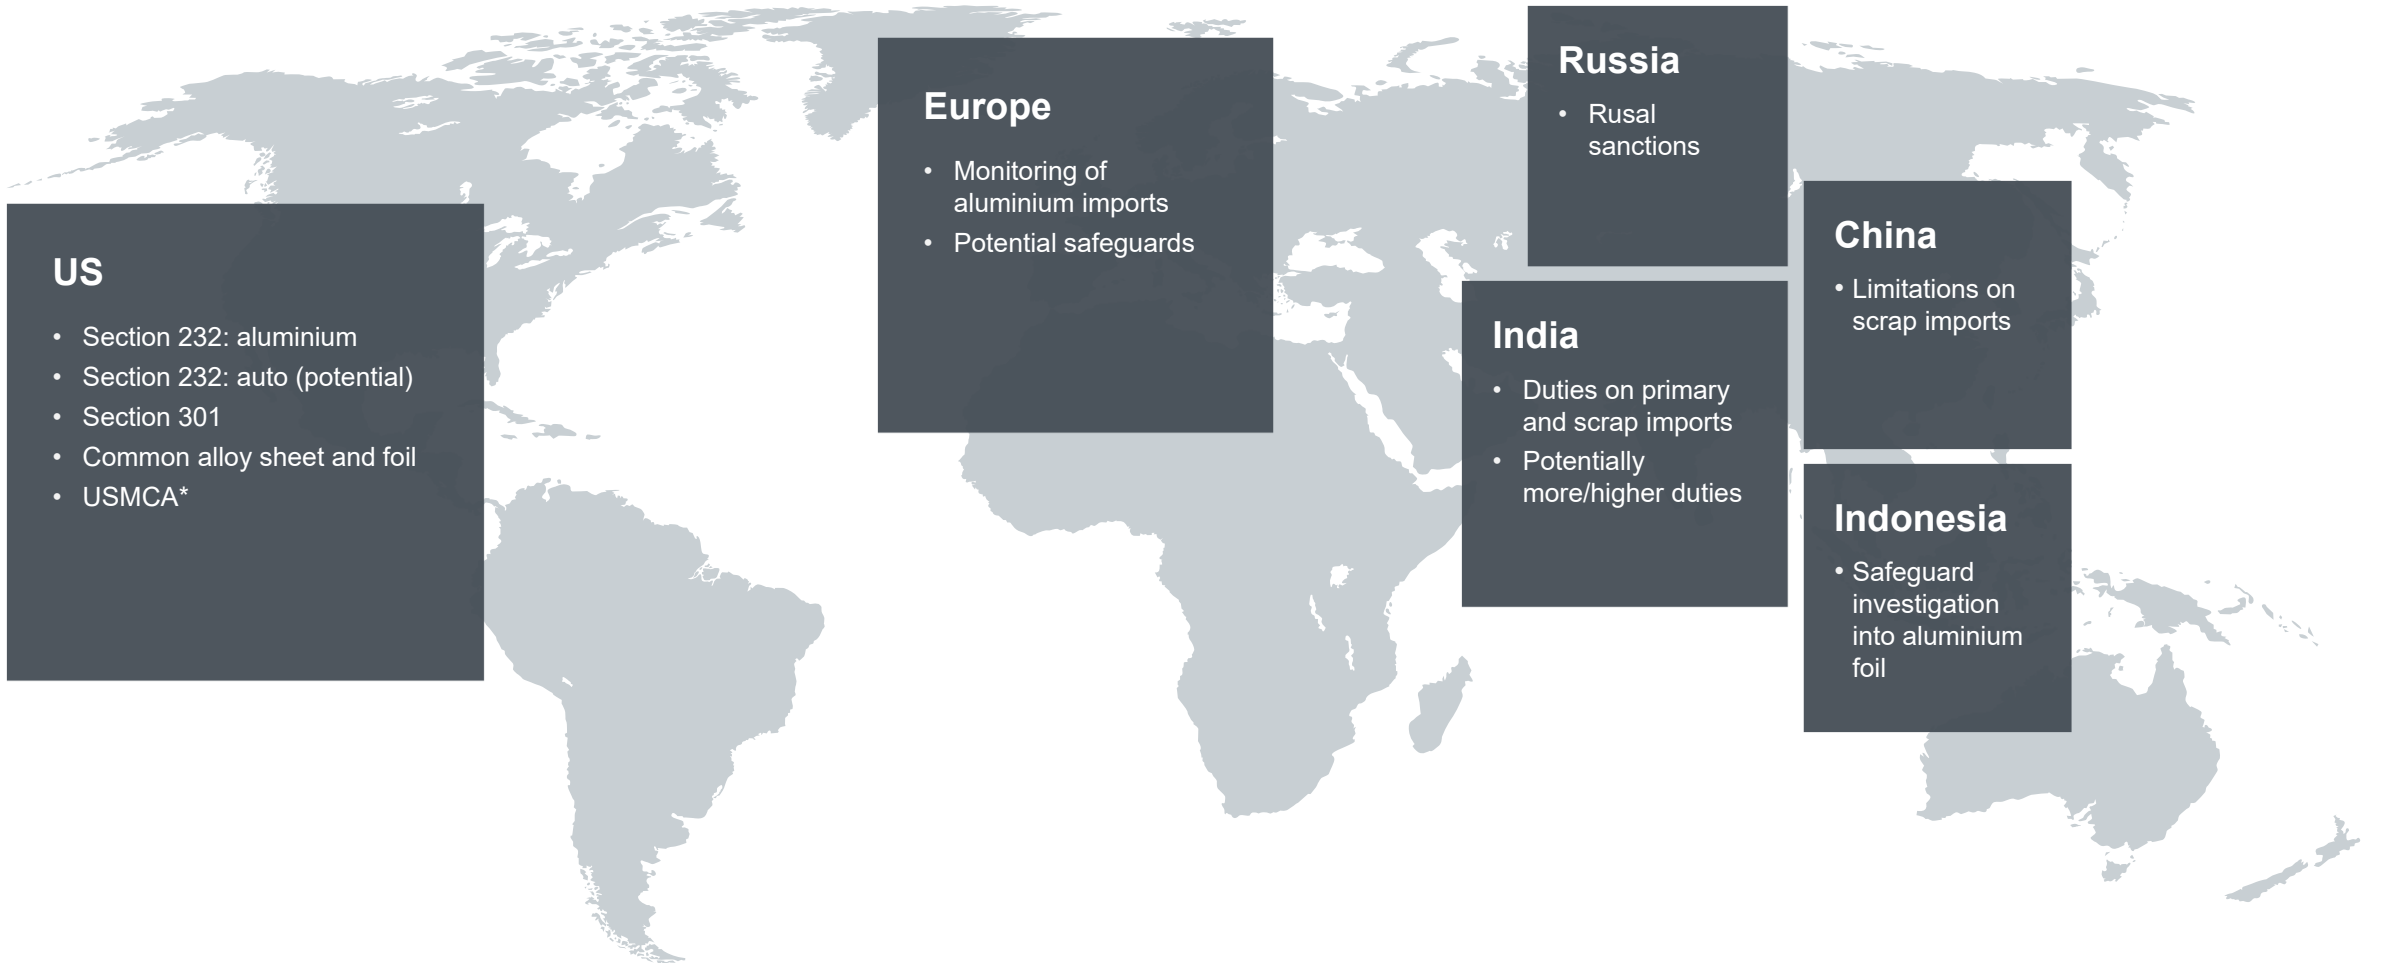 US
• Section 232: aluminium
• Section 232: auto (potential)
• Section 301
• Common alloy sheet and foil
• USMCA*
Europe
• Monitoring of
aluminium imports
• Potential safeguards
Russia
• Rusal
sanctions
India
• Duties on primary
and scrap imports
• Potentially
more/higher duties
China
• Limitations on
scrap imports
Indonesia
• Safeguard
investigation
into aluminium
foil